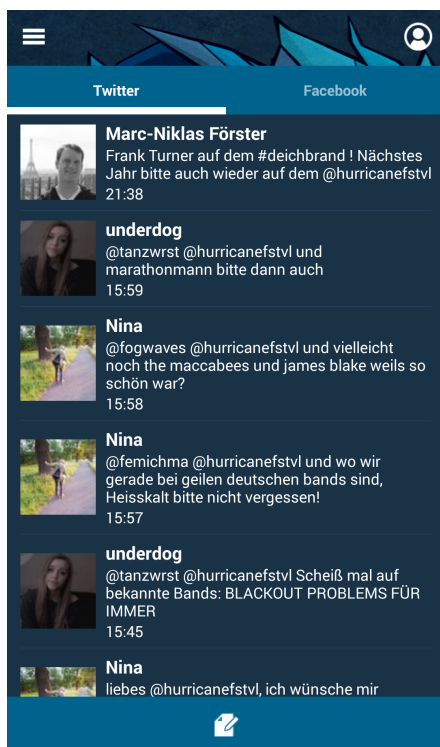 Twitter
Facebook
Marc-Niklas Förster
Frank Turner auf dem #deichbrand ! Nächstes
Jahr bitte auch wieder auf dem @hurricanefstvl
21:38
underdog
@tanzwrst @hurricanefstvl und
marathonmann bitte dann auch
15:59
Nina
@fogwaves @hurricanefstvl und vielleicht
noch the maccabees und james blake weils so
schön war?
15:58
Nina
@femichma @hurricanefstvl und wo wir
gerade bei geilen deutschen bands sind,
Heisskalt bitte nicht vergessen!
15:57
underdog
@tanzwrst @hurricanefstvl Scheiß mal auf
bekannte Bands: BLACKOUT PROBLEMS FÜR
IMMER
15:45
Nina
liebes @hurricanefstvl, ich wünsche mir